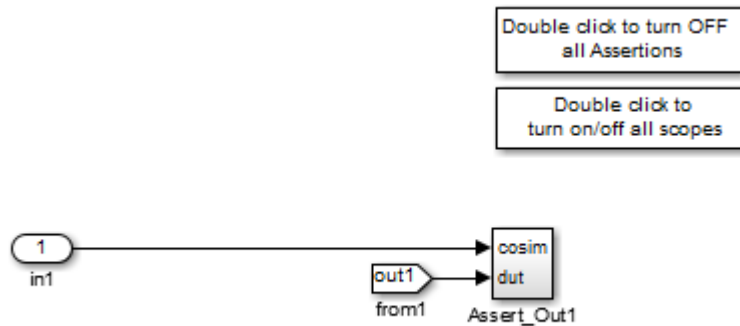 Double click to turn OFF
all Assertions
Double click to
turn on/off all scopes
1
in1
out1
from1
cosim
dut
Assert_Out1